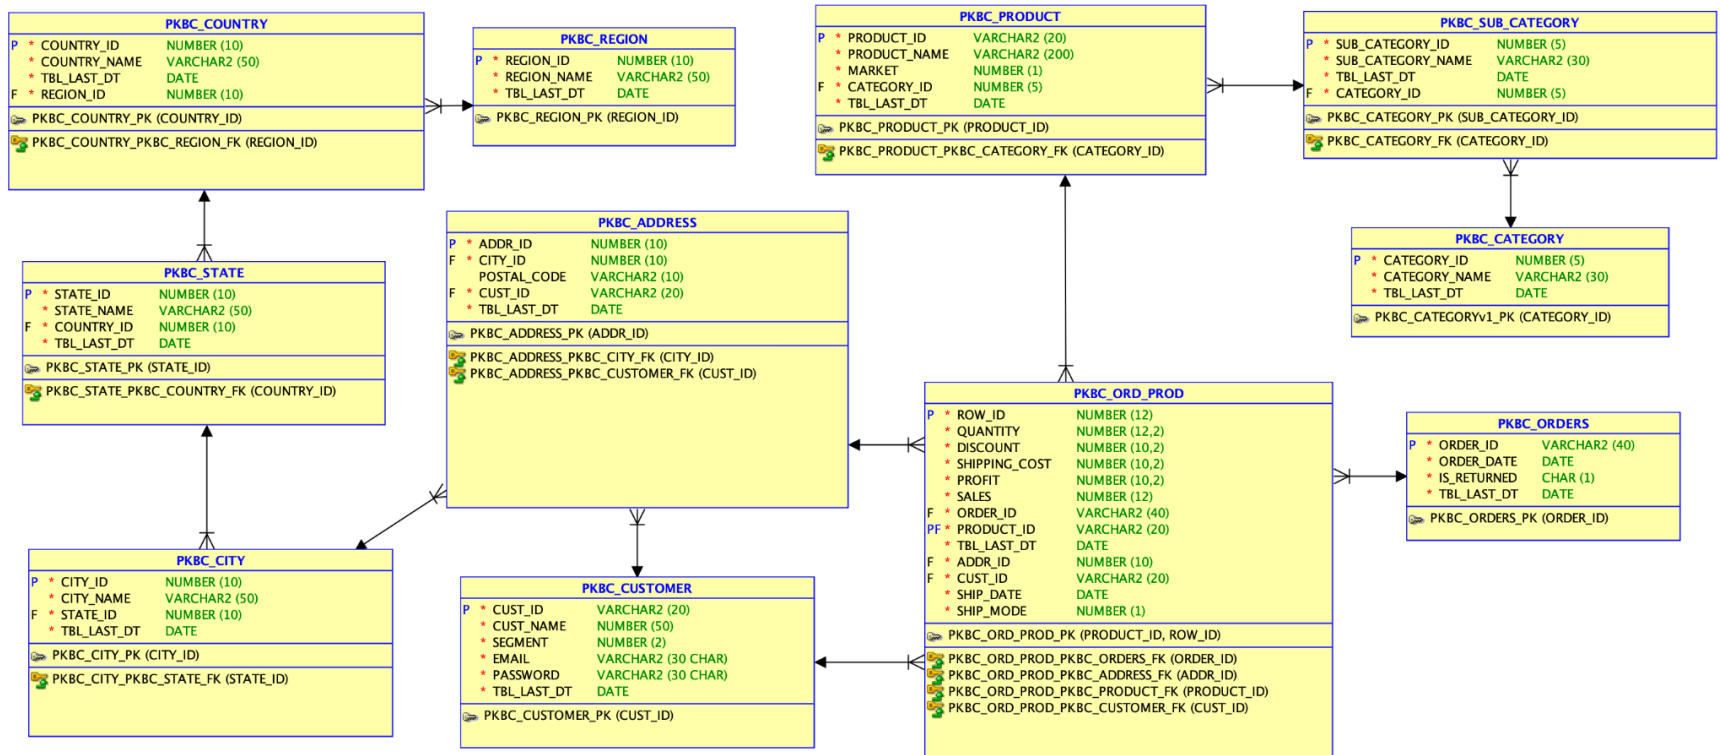 PKBC_COUNTRY
P * COUNTRY_ID NUMBER (10)
* COUNTRY_NAME VARCHAR2 (50)
* TBL_LAST_DT DATE
F * REGION_ID NUMBER (10)
PKBC_COUNTRY_PK (COUNTRY_ID)
PKBC_COUNTRY_PKBC_REGION_FK (REGION_ID)
PKBC_REGION
P * REGION_ID NUMBER (10)
* REGION_NAME VARCHAR2 (50)
* TBL_LAST_DT DATE
PKBC_REGION_PK (REGION_ID)
PKBC_PRODUCT
P * PRODUCT_ID VARCHAR2 (20)
* PRODUCT_NAME VARCHAR2 (200)
* MARKET NUMBER (1)
F * CATEGORY_ID NUMBER (5)
* TBL_LAST_DT DATE
PKBC_PRODUCT_PK (PRODUCT_ID)
PKBC_PRODUCT_PKBC_CATEGORY_FK (CATEGORY_ID)
PKBC_SUB_CATEGORY
P * SUB_CATEGORY_ID NUMBER (5)
* SUB_CATEGORY_NAME VARCHAR2 (30)
* TBL_LAST_DT DATE
F * CATEGORY_ID NUMBER (5)
PKBC_CATEGORY_PK (SUB_CATEGORY_ID)
PKBC_CATEGORY_FK (CATEGORY_ID)
PKBC_STATE
P * STATE_ID NUMBER (10)
* STATE_NAME VARCHAR2 (50)
F * COUNTRY_ID NUMBER (10)
* TBL_LAST_DT DATE
PKBC_STATE_PK (STATE_ID)
PKBC_STATE_PKBC_COUNTRY_FK (COUNTRY_ID)
PKBC_ADDRESS
P * ADDR_ID NUMBER (10)
F * CITY_ID NUMBER (10)
POSTAL_CODE VARCHAR2 (10)
F * CUST_ID VARCHAR2 (20)
* TBL_LAST_DT DATE
PKBC_ADDRESS_PK (ADDR_ID)
PKBC_ADDRESS_PKBC_CITY_FK (CITY_ID)
PKBC_ADDRESS_PKBC_CUSTOMER_FK (CUST_ID)
PKBC_CATEGORY
P * CATEGORY_ID NUMBER (5)
* CATEGORY_NAME VARCHAR2 (30)
* TBL_LAST_DT DATE
PKBC_CATEGORYv1_PK (CATEGORY_ID)
PKBC_ORD_PROD
P * ROW_ID NUMBER (12)
* QUANTITY NUMBER (12,2)
* DISCOUNT NUMBER (10,2)
* SHIPPING_COST NUMBER (10,2)
* PROFIT NUMBER (10,2)
* SALES NUMBER (12)
F * ORDER_ID VARCHAR2 (40)
PF * PRODUCT_ID VARCHAR2 (20)
* TBL_LAST_DT DATE
F * ADDR_ID NUMBER (10)
F * CUST_ID VARCHAR2 (20)
* SHIP_DATE DATE
* SHIP_MODE NUMBER (1)
PKBC_ORD_PROD_PK (PRODUCT_ID, ROW_ID)
PKBC_ORD_PROD_PKBC_ORDERS_FK (ORDER_ID)
PKBC_ORD_PROD_PKBC_ADDRESS_FK (ADDR_ID)
PKBC_ORD_PROD_PKBC_PRODUCT_FK (PRODUCT_ID)
PKBC_ORD_PROD_PKBC_CUSTOMER_FK (CUST_ID)
PKBC_ORDERS
P * ORDER_ID VARCHAR2 (40)
* ORDER_DATE DATE
* IS_RETURNED CHAR (1)
* TBL_LAST_DT DATE
PKBC_ORDERS_PK (ORDER_ID)
PKBC_CITY
P * CITY_ID NUMBER (10)
* CITY_NAME VARCHAR2 (50)
F * STATE_ID NUMBER (10)
* TBL_LAST_DT DATE
PKBC_CITY_PK (CITY_ID)
PKBC_CITY_PKBC_STATE_FK (STATE_ID)
PKBC_CUSTOMER
P * CUST_ID VARCHAR2 (20)
* CUST_NAME NUMBER (50)
* SEGMENT NUMBER (2)
* EMAIL VARCHAR2 (30 CHAR)
* PASSWORD VARCHAR2 (30 CHAR)
* TBL_LAST_DT DATE
PKBC_CUSTOMER_PK (CUST_ID)